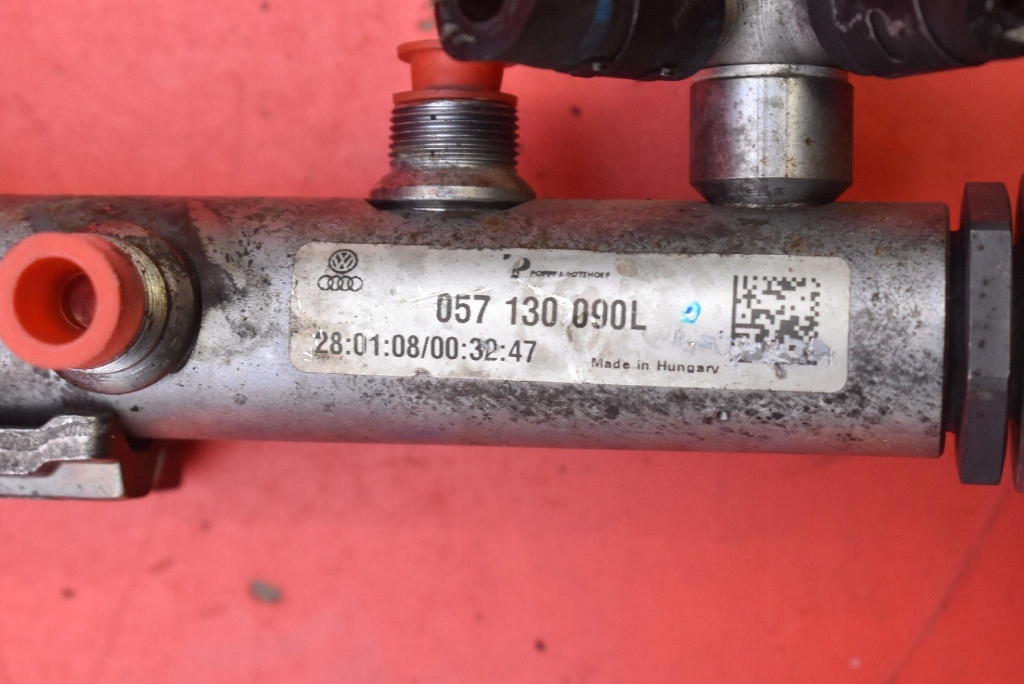 POPPE & POTTHOFF
057 130 090L
28:01:08/00:32:47
Made in Hungary